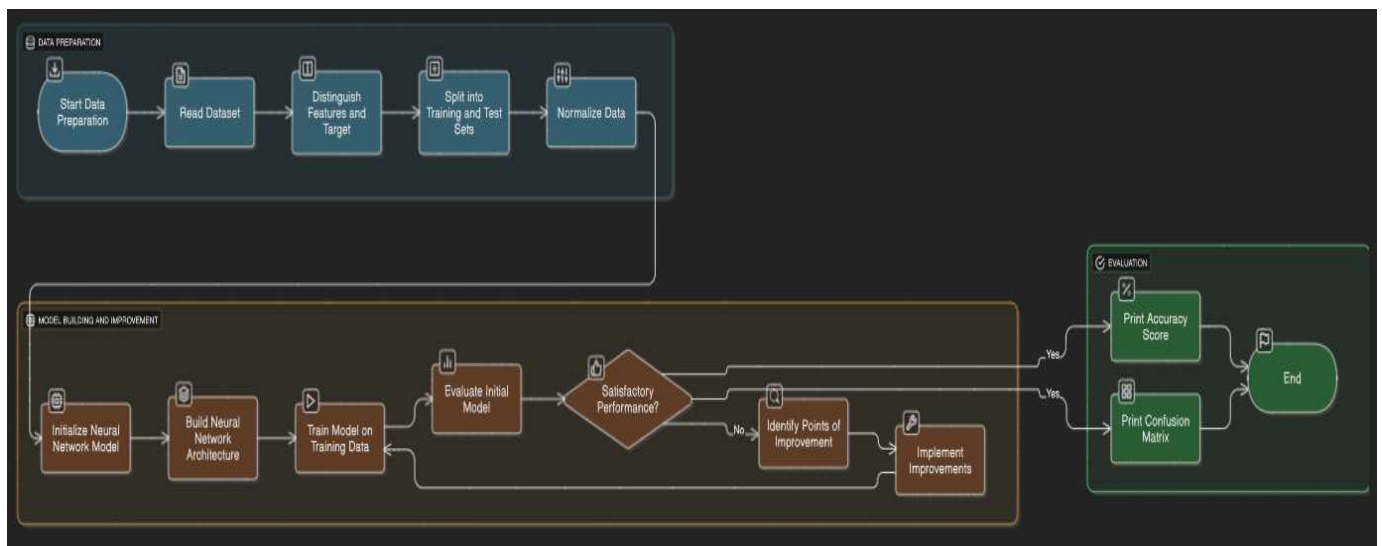 DATA PREPARATION
Start Data
Preparation
Read Dataset
Distinguish
Features and
Target
Split into
Training and Test
Sets
Normalize Data
MODEL BUILDING AND IMPROVEMENT
Initialize Neural
Network Model
Build Neural
Network
Architecture
Train Model on
Training Data
Evaluate Initial
Model
Satisfactory
Performance?
No
Identify Points of
Improvement
Implement
Improvements
Yes
Yes
EVALUATION
Print Accuracy
Score
Print Confusion
Matrix
End